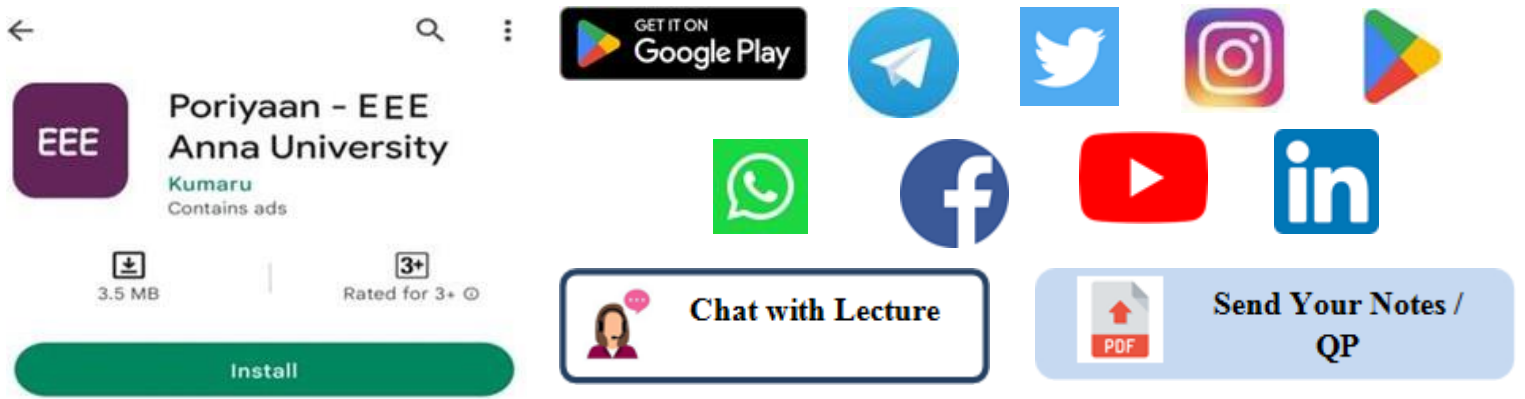 EEE
Poriyaan - EEE
Anna University
Kumaru
Contains ads
3.5 MB
3+
Rated for 3+
Install
GET IT ON
Google Play
in
Chat with Lecture
PDF
Send Your Notes /
QP